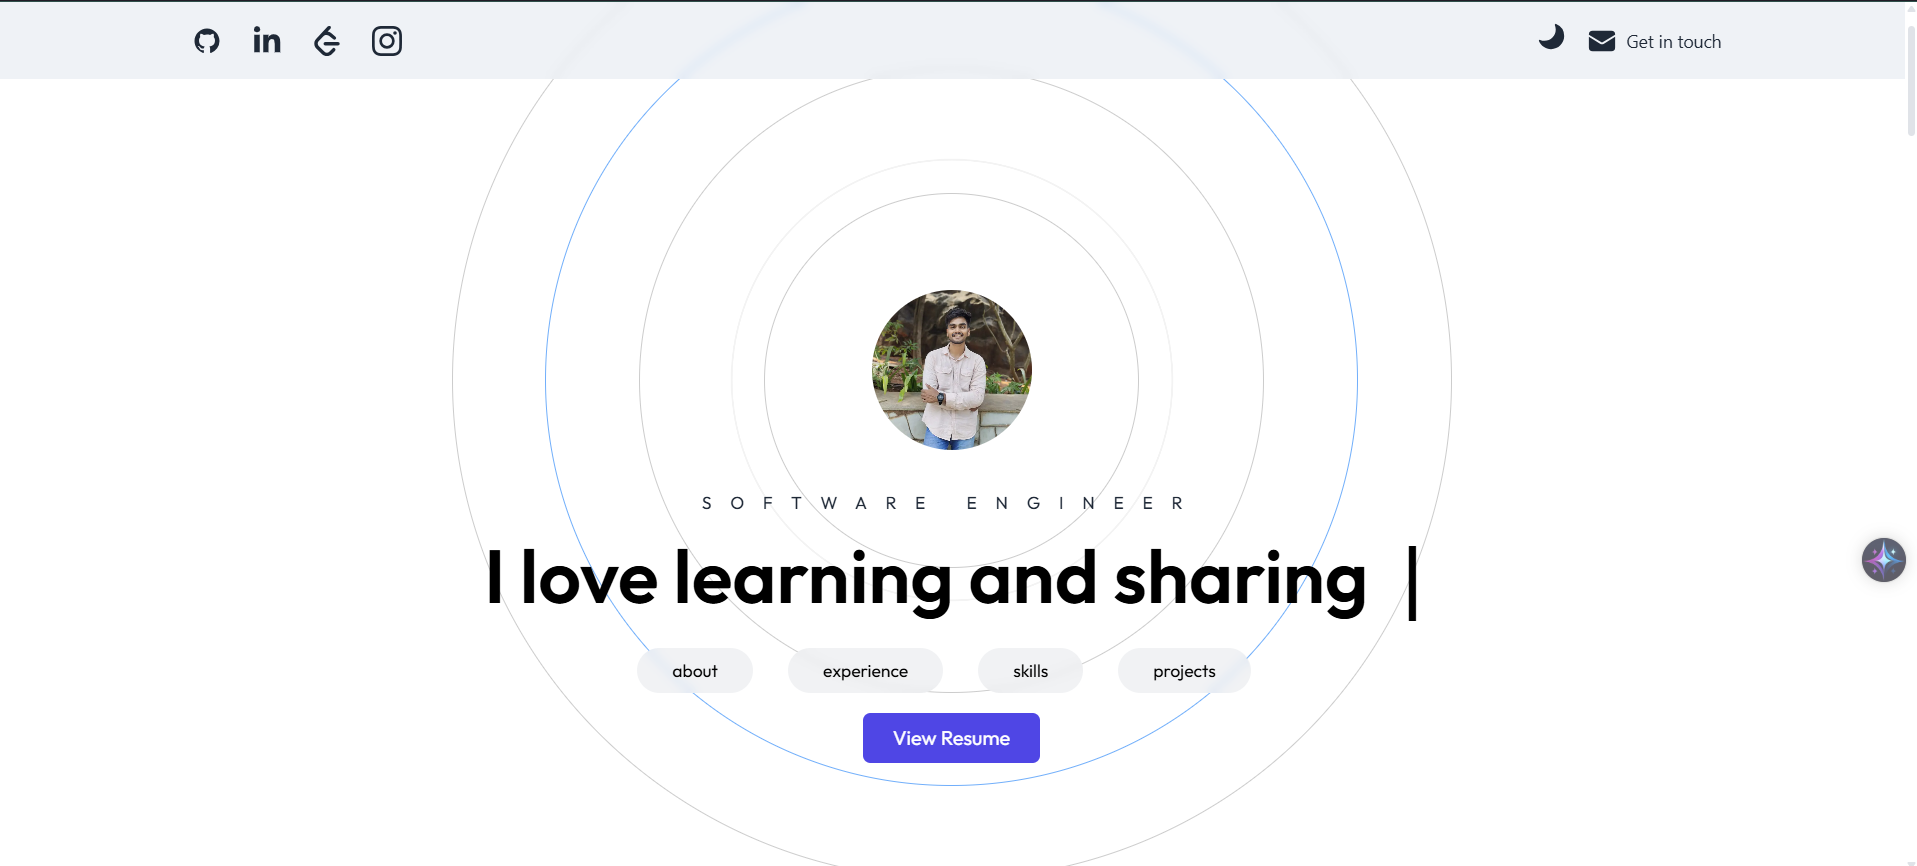 Get in touch
SOFTWARE ENGINEER
I love learning and sharing |
about experience skills projects
View Resume